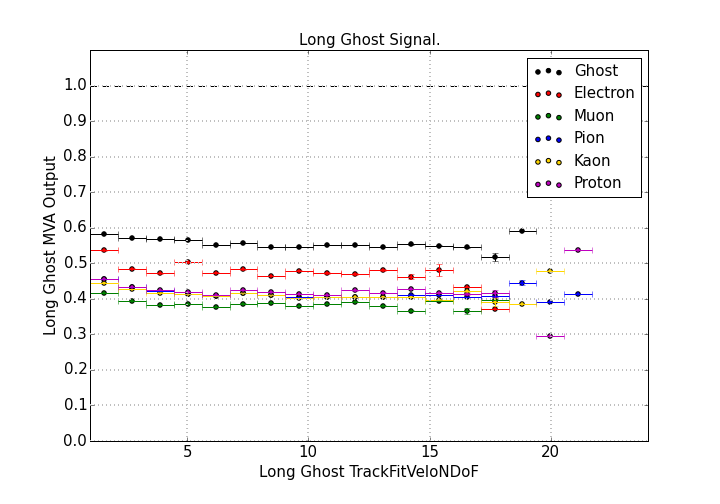 Long Ghost Signal.
Long Ghost MVA Output
1.0
0.9
0.8
0.7
0.6
0.5
0.4
0.3
0.2
0.1
0.0
Ghost
Electron
Muon
Pion
Kaon
Proton
5 10 15 20
Long Ghost TrackFitVeloNDoF